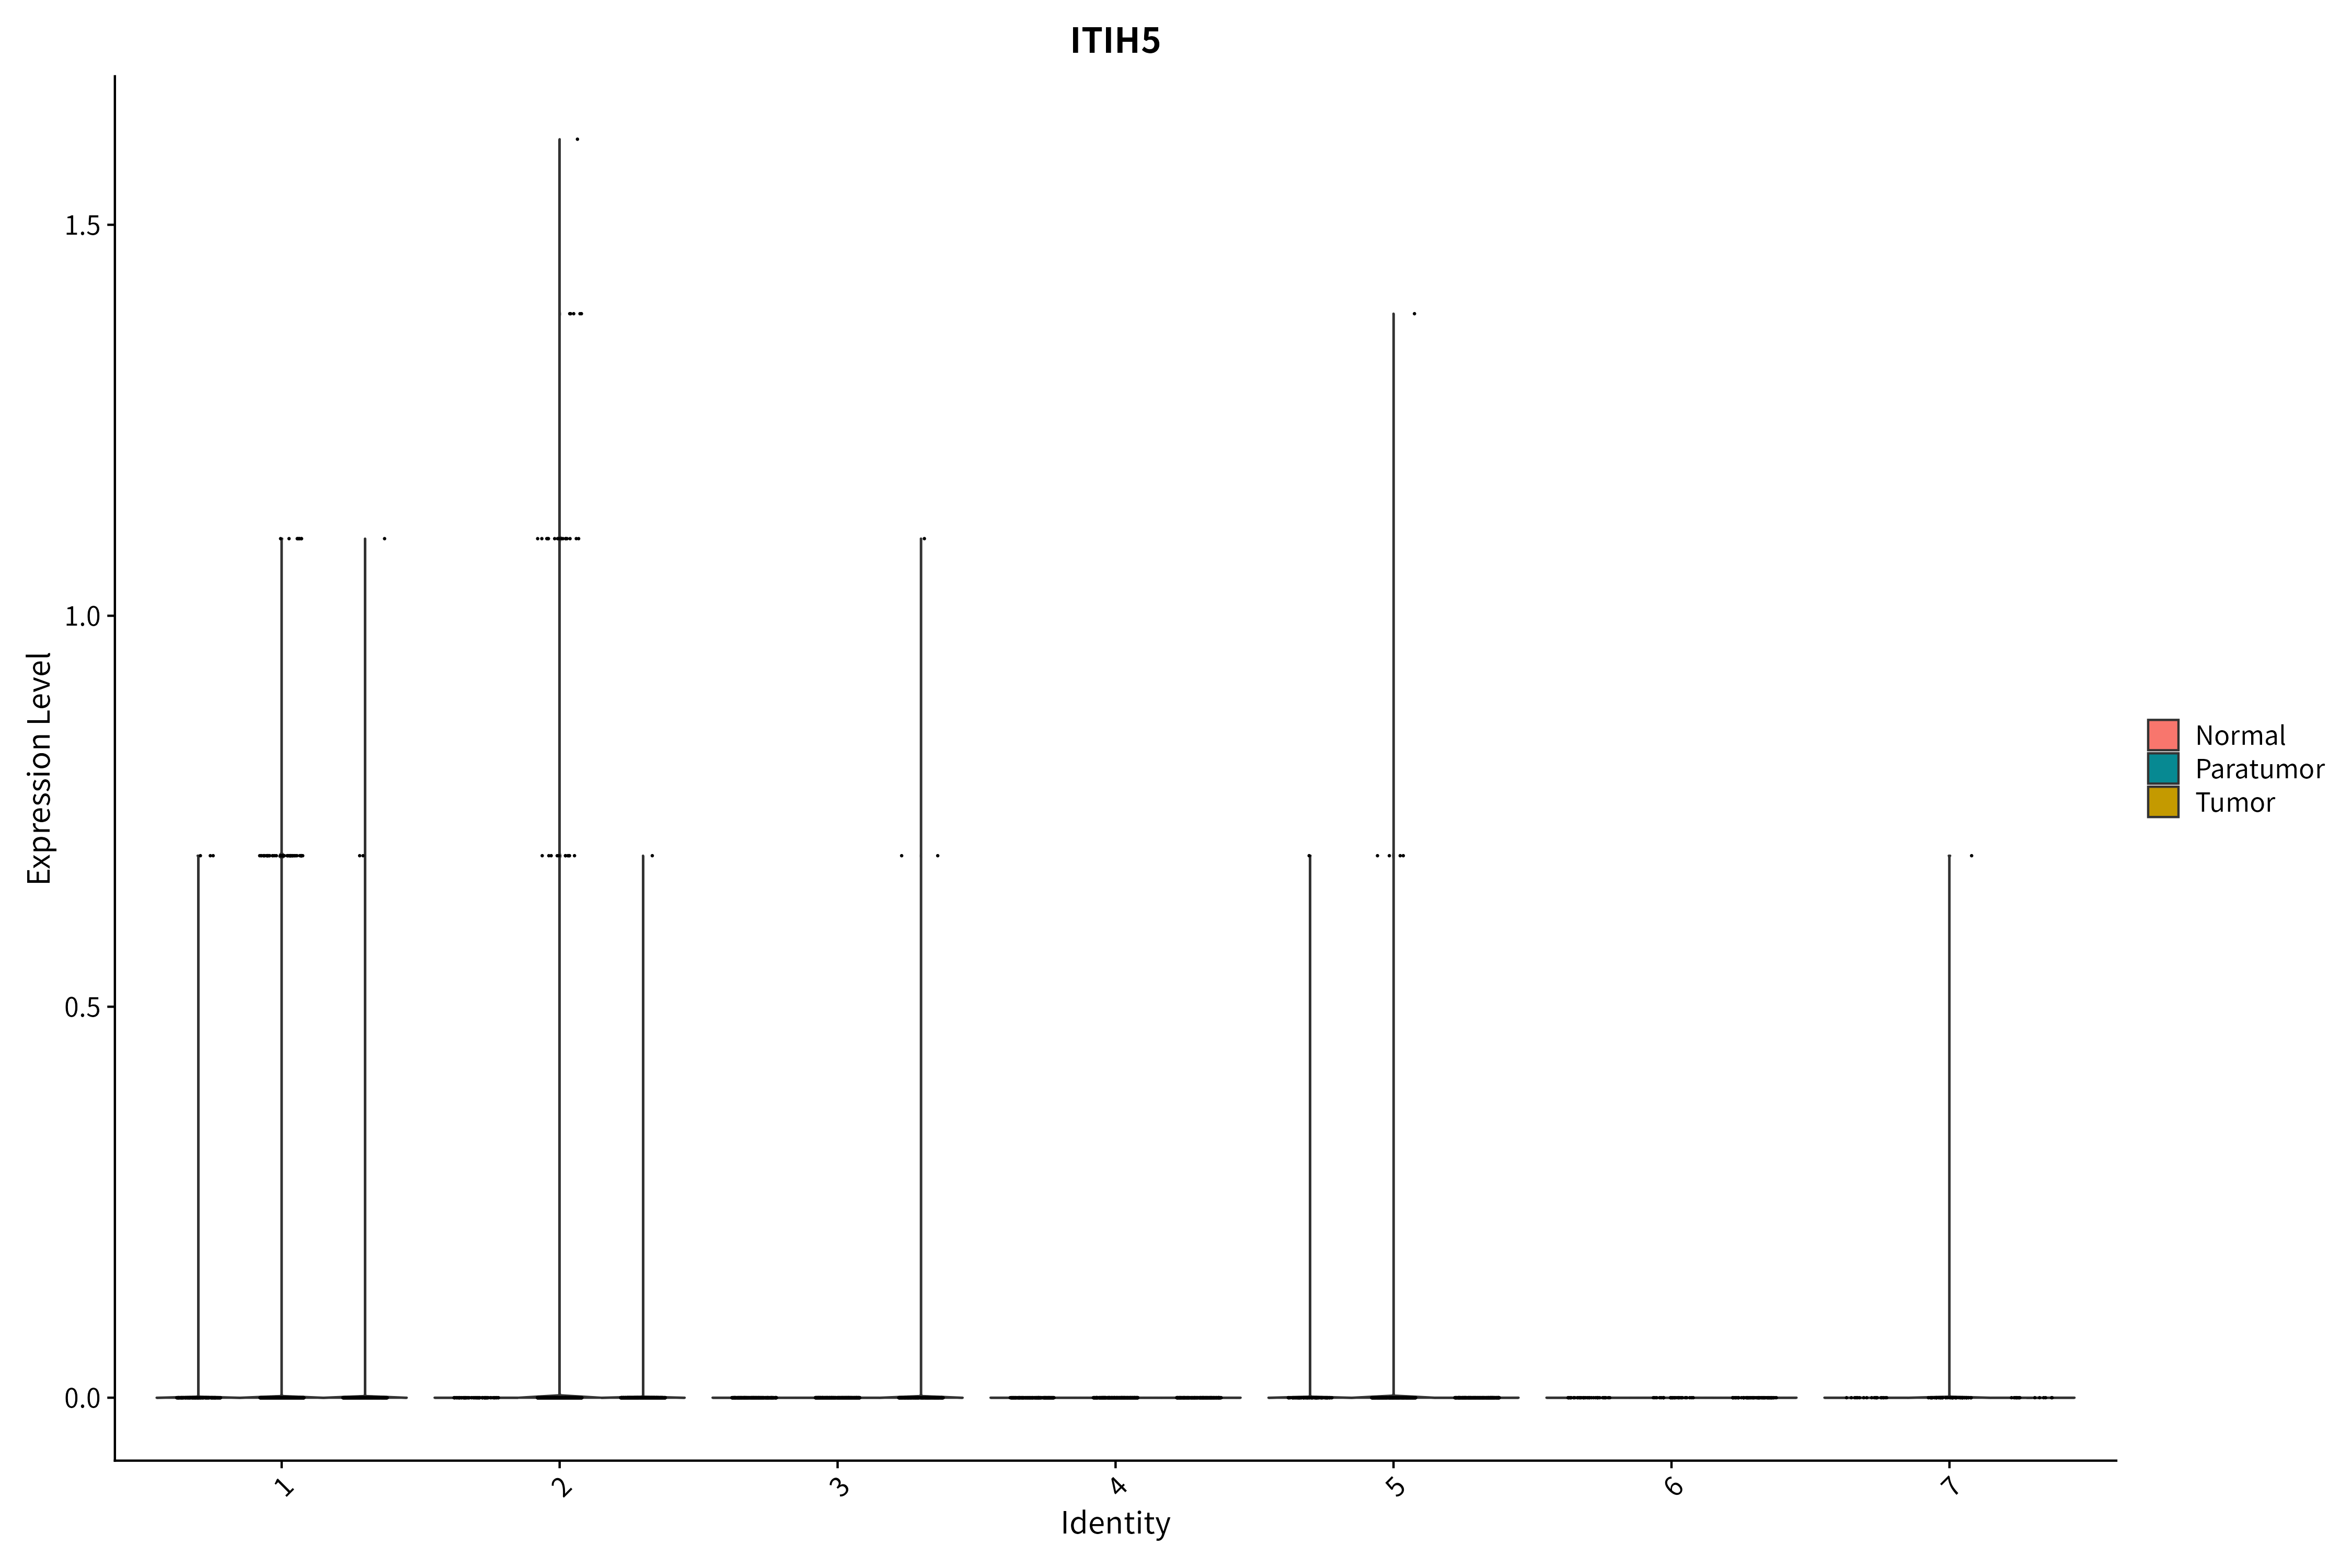 ITIH5
Expression Level
1.5
1.0
0.5
0.0
1
2
3
4
5
6
7
Identity
Normal
Paratumor
Tumor